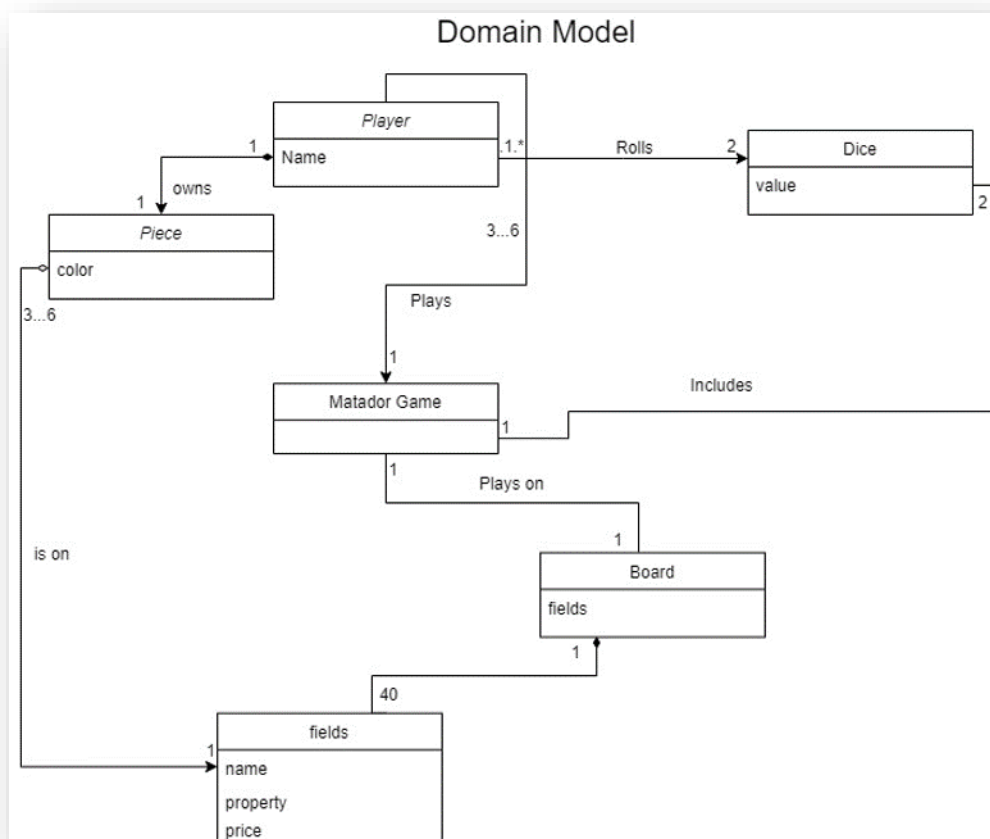 Domain Model
Player
Name
1
owns
1
.1.*
Rolls
2
Dice
value
2
Piece
color
3...6
3...6
Plays
1
Matador Game
1
Includes
1
Plays on
1
is on
Board
fields
1
40
fields
1
name
property
price